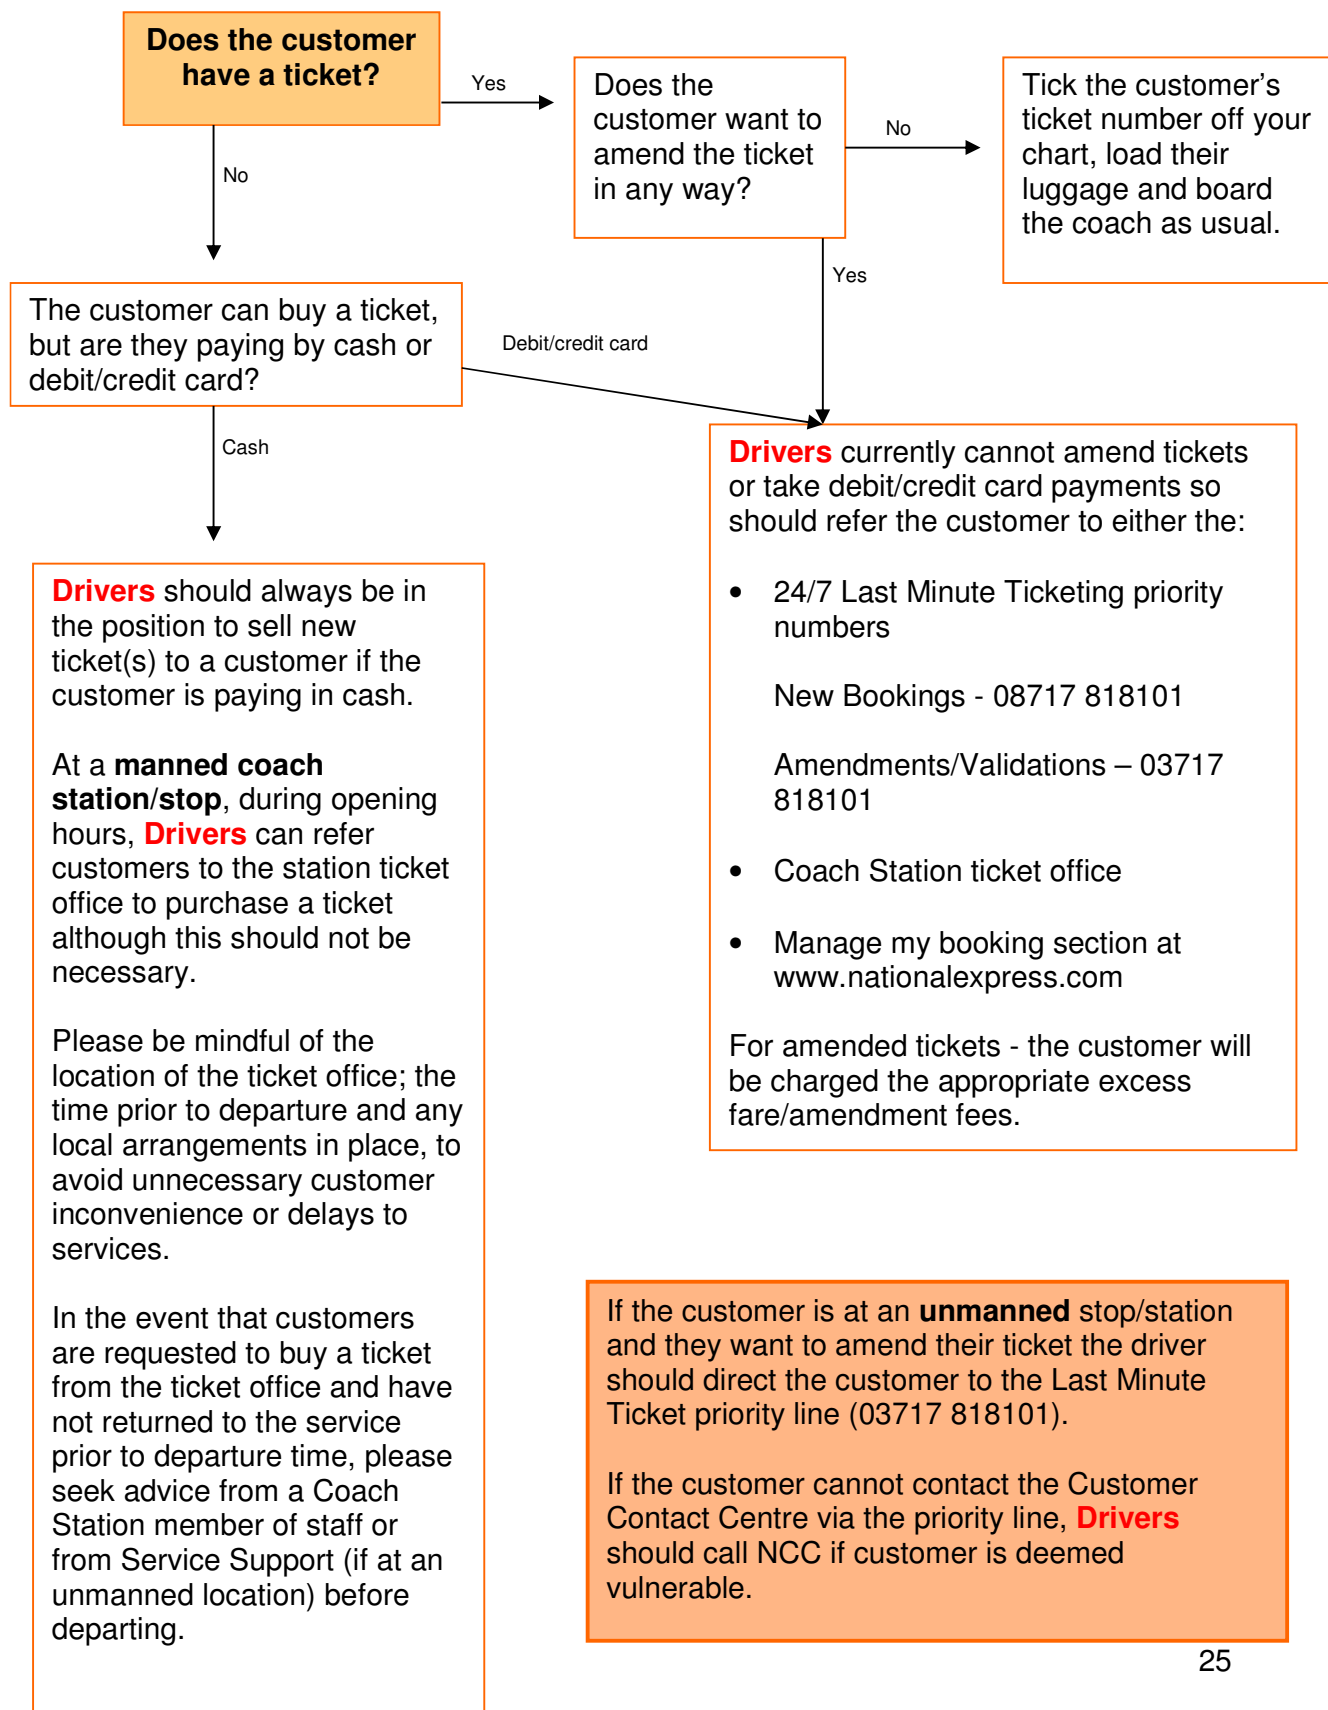 Does the customer
have a ticket?
Yes
Does the
customer want to
amend the ticket
in any way?
No
Tick the customer’s
ticket number off your
chart, load their
luggage and board
the coach as usual.
No
Yes
The customer can buy a ticket,
but are they paying by cash or
debit/credit card?
Debit/credit card
Cash
Drivers should always be in
the position to sell new
ticket(s) to a customer if the
customer is paying in cash.
At a manned coach
station/stop, during opening
hours, Drivers can refer
customers to the station ticket
office to purchase a ticket
although this should not be
necessary.
Please be mindful of the
location of the ticket office; the
time prior to departure and any
local arrangements in place, to
avoid unnecessary customer
inconvenience or delays to
services.
In the event that customers
are requested to buy a ticket
from the ticket office and have
not returned to the service
prior to departure time, please
seek advice from a Coach
Station member of staff or
from Service Support (if at an
unmanned location) before
departing.
Drivers currently cannot amend tickets
or take debit/credit card payments so
should refer the customer to either the:
• 24/7 Last Minute Ticketing priority
numbers
New Bookings - 08717 818101
Amendments/Validations – 03717
818101
• Coach Station ticket office
• Manage my booking section at
www.nationalexpress.com
For amended tickets - the customer will
be charged the appropriate excess
fare/amendment fees.
If the customer is at an unmanned stop/station
and they want to amend their ticket the driver
should direct the customer to the Last Minute
Ticket priority line (03717 818101).
If the customer cannot contact the Customer
Contact Centre via the priority line, Drivers
should call NCC if customer is deemed
vulnerable.
25